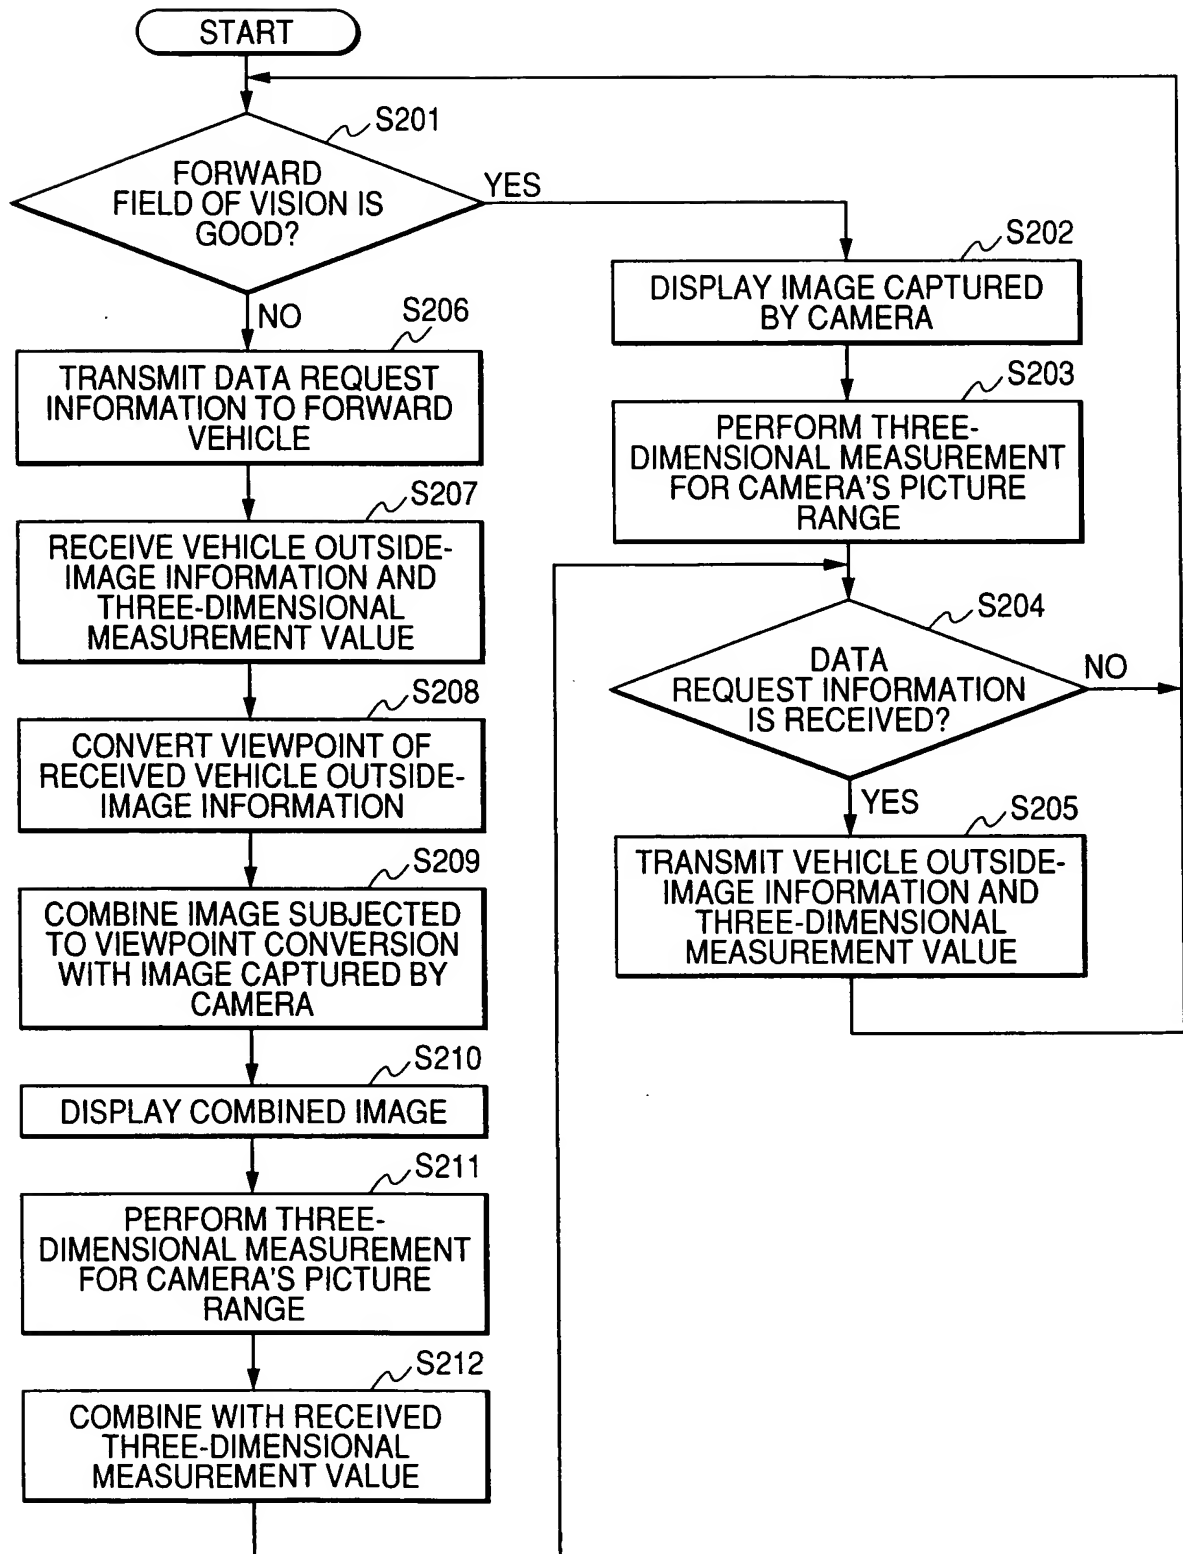 START
S201
FORWARD
FIELD OF VISION IS
GOOD?
YES
NO
S202
DISPLAY IMAGE CAPTURED
BY CAMERA
S203
PERFORM THREE-
DIMENSIONAL MEASUREMENT
FOR CAMERA'S PICTURE
RANGE
S204
DATA
REQUEST INFORMATION
IS RECEIVED?
NO
YES
S205
TRANSMIT VEHICLE OUTSIDE-
IMAGE INFORMATION AND
THREE-DIMENSIONAL
MEASUREMENT VALUE
S206
TRANSMIT DATA REQUEST
INFORMATION TO FORWARD
VEHICLE
S207
RECEIVE VEHICLE OUTSIDE-
IMAGE INFORMATION AND
THREE-DIMENSIONAL
MEASUREMENT VALUE
S208
CONVERT VIEWPOINT OF
RECEIVED VEHICLE OUTSIDE-
IMAGE INFORMATION
S209
COMBINE IMAGE SUBJECTED
TO VIEWPOINT CONVERSION
WITH IMAGE CAPTURED BY
CAMERA
S210
DISPLAY COMBINED IMAGE
S211
PERFORM THREE-
DIMENSIONAL MEASUREMENT
FOR CAMERA'S PICTURE
RANGE
S212
COMBINE WITH RECEIVED
THREE-DIMENSIONAL
MEASUREMENT VALUE